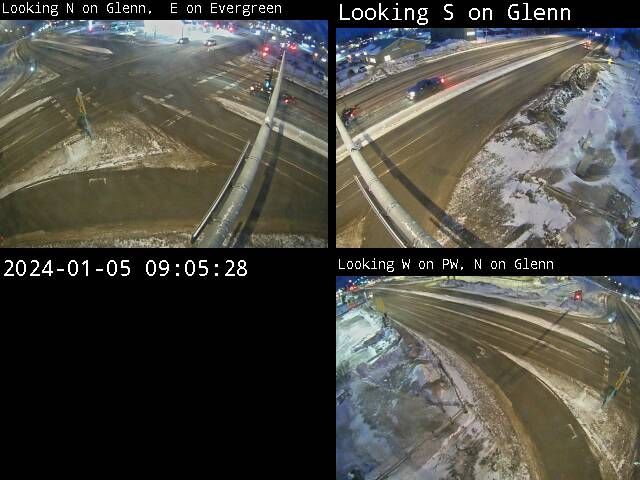 Looking N on Glenn,  E on Evergreen
Looking S on Glenn
2024-01-05 09:05:28
Looking W on PW, N on Glenn